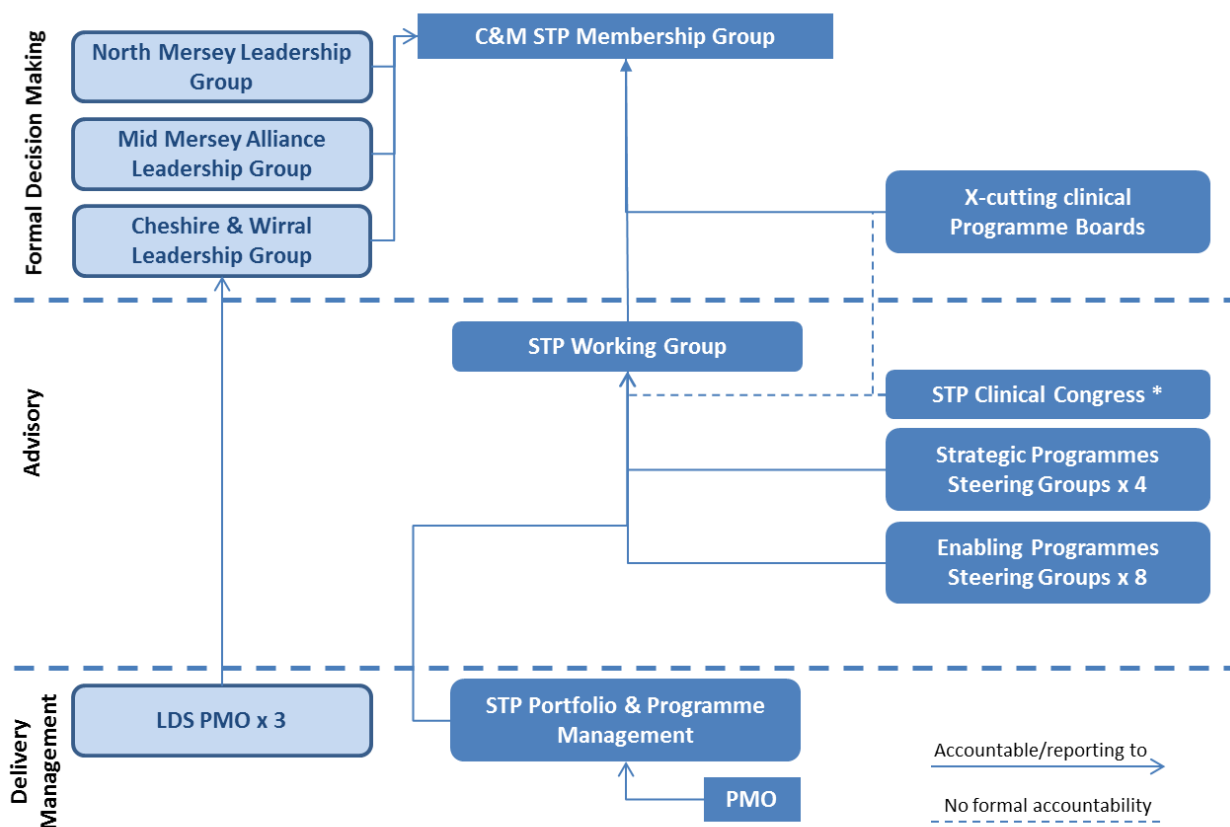 Formal Decision Making
North Mersey Leadership
Group
Mid Mersey Alliance
Leadership Group
Cheshire & Wirral
Leadership Group
C&M STP Membership Group
X-cutting clinical
Programme Boards
Advisory
STP Working Group
STP Clinical Congress *
Strategic Programmes
Steering Groups x 4
Enabling Programmes
Steering Groups x 8
Delivery
Management
LDS PMO x 3
STP Portfolio & Programme
Management
PMO
Accountable/reporting to
No formal accountability